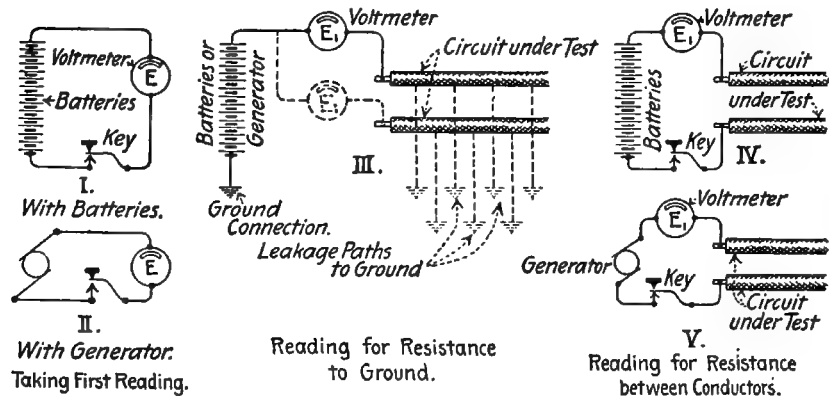 Voltmeter
E
Batteries
Key
I.
With Batteries.
E
Key
II.
With Generator.
Taking First Reading.
Batteries or
Generator
Voltmeter
E₁
E₁
Circuit under Test
III.
Ground
Connection.
Leakage Paths
to Ground
Reading for Resistance
to Ground.
Voltmeter
E₁
Batteries
Circuit
under Test
Key
IV.
Voltmeter
E₁
Generator
Key
Circuit
under Test
V.
Reading for Resistance
between Conductors.